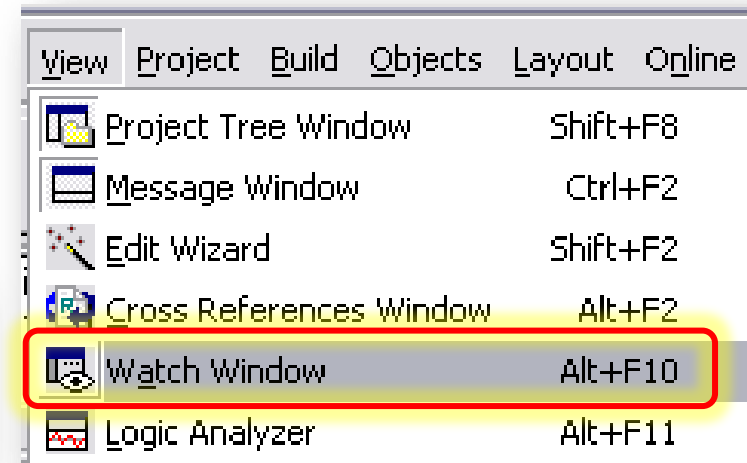 View Project Build Objects Layout Online
Project Tree Window Shift+F8
Message Window Ctrl+F2
Edit Wizard Shift+F2
Cross References Window Alt+F2
Watch Window Alt+F10
Logic Analyzer Alt+F11